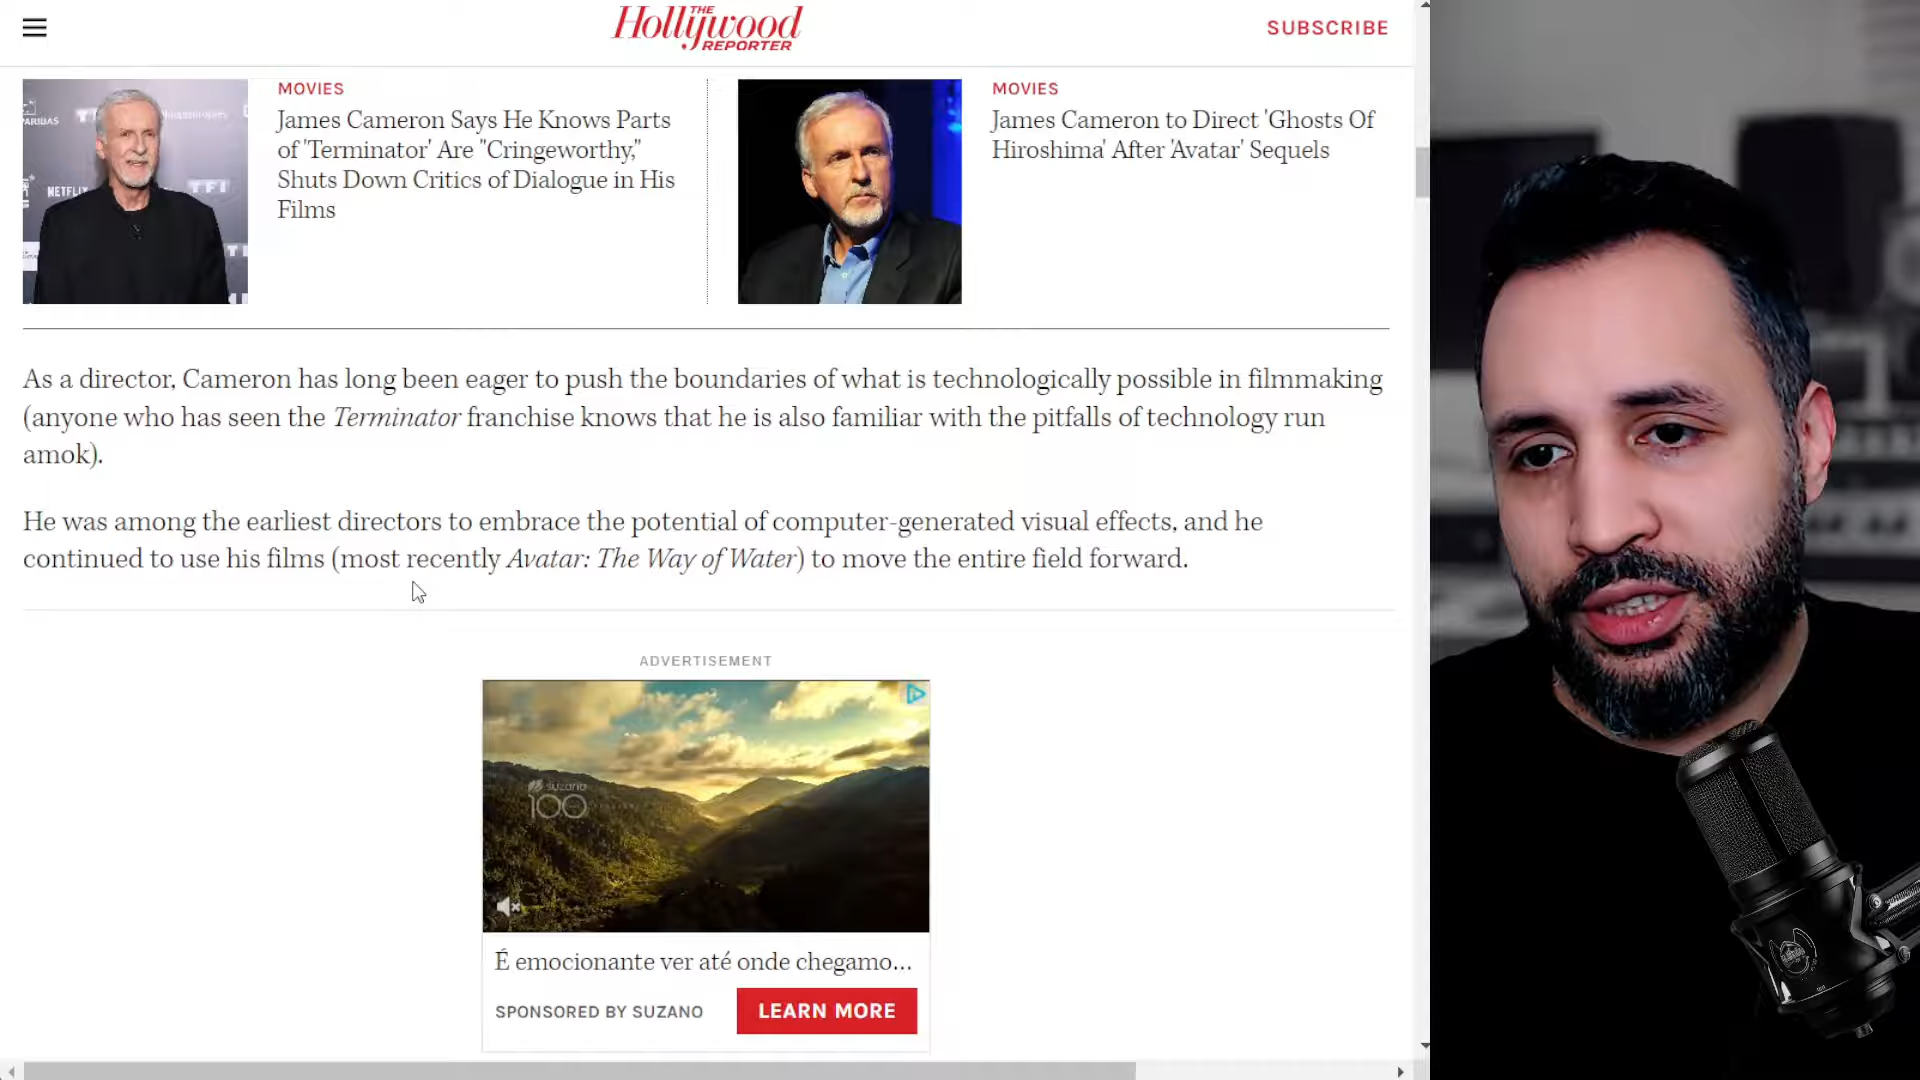 THE
Hollywood
REPORTER
SUBSCRIBE
MOVIES
James Cameron Says He Knows Parts
of 'Terminator' Are "Cringeworthy,"
Shuts Down Critics of Dialogue in His
Films
MOVIES
James Cameron to Direct 'Ghosts Of
Hiroshima' After 'Avatar' Sequels
PARIBAS
NETFLIX
TFI
As a director, Cameron has long been eager to push the boundaries of what is technologically possible in filmmaking
(anyone who has seen the Terminator franchise knows that he is also familiar with the pitfalls of technology run
amok).
He was among the earliest directors to embrace the potential of computer-generated visual effects, and he
continued to use his films (most recently Avatar: The Way of Water) to move the entire field forward.
ADVERTISEMENT
suzano
100
É emocionante ver até onde chegamo...
SPONSORED BY SUZANO
LEARN MORE